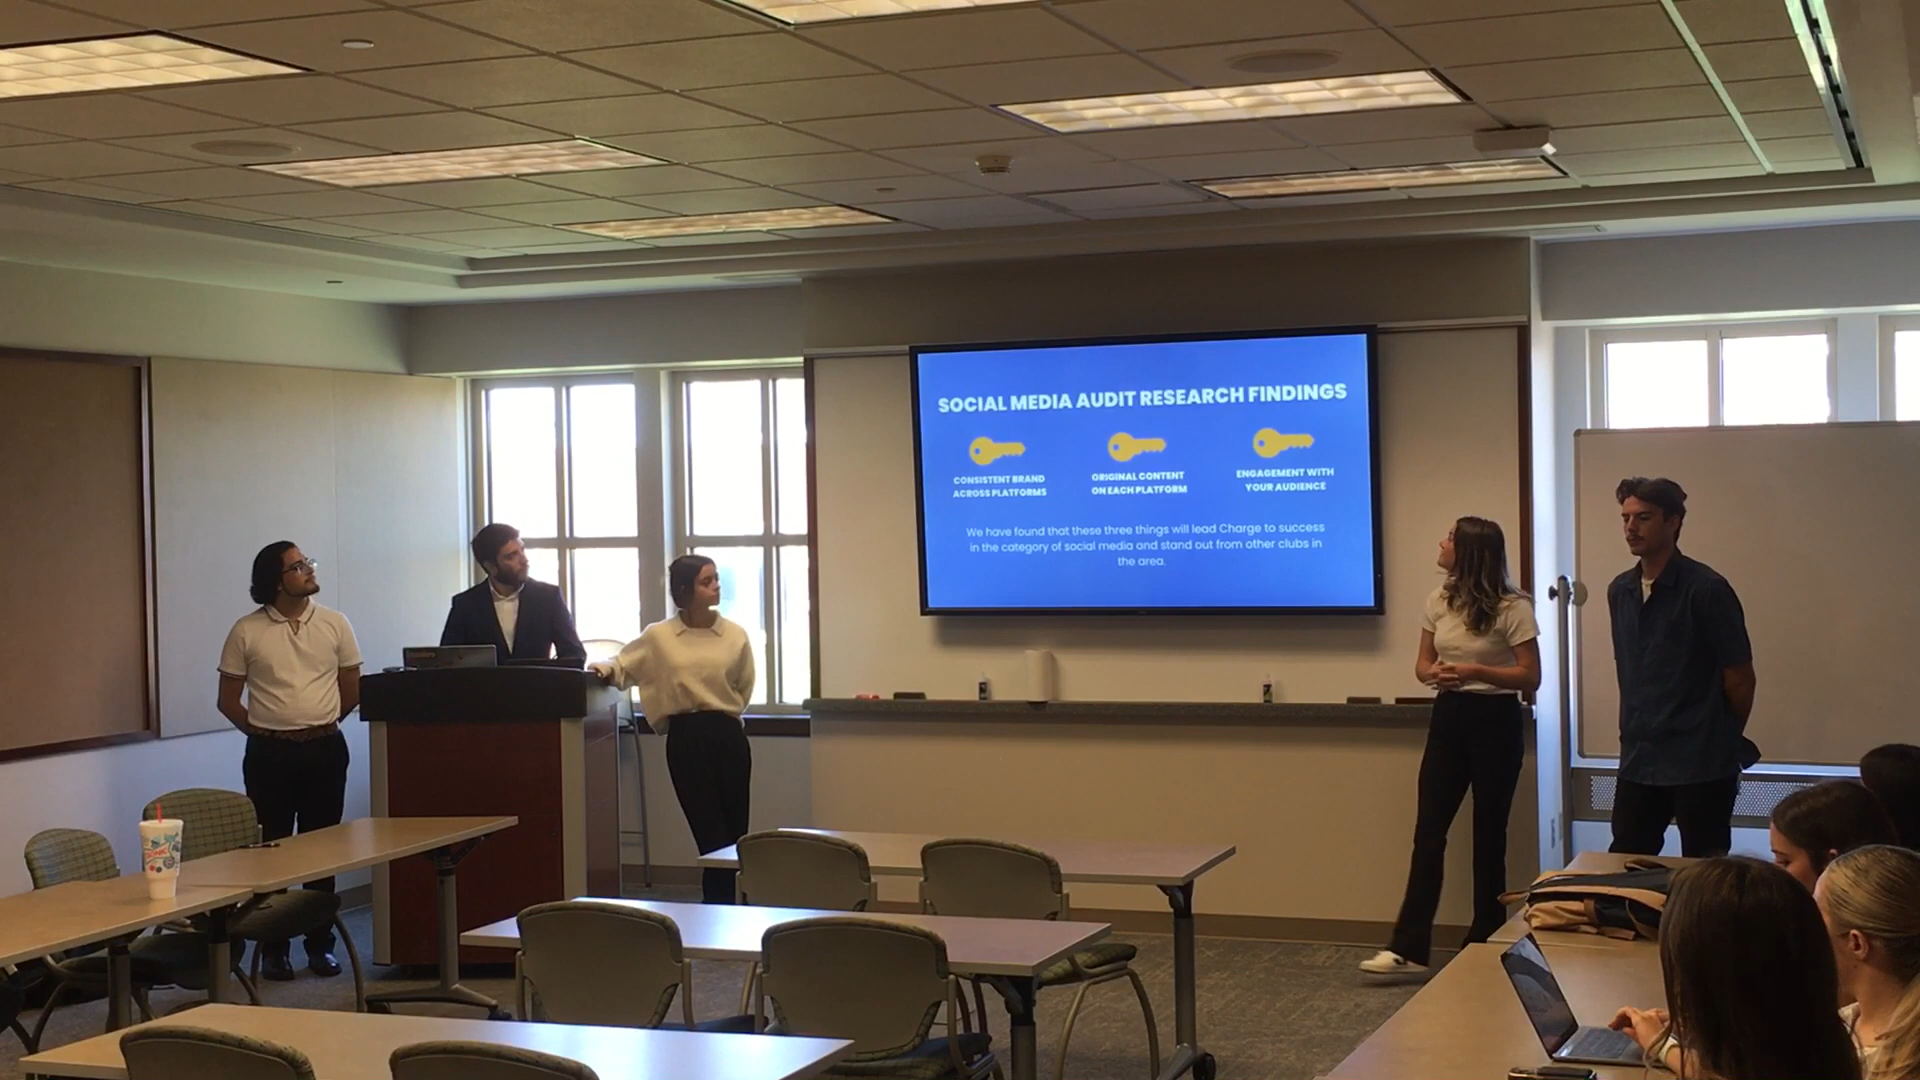 SOCIAL MEDIA AUDIT RESEARCH FINDINGS
CONSISTENT BRAND
ACROSS PLATFORMS
ORIGINAL CONTENT
ON EACH PLATFORM
ENGAGEMENT WITH
YOUR AUDIENCE
We have found that these three things will lead Charge to success
in the category of social media and stand out from other clubs in
the area.